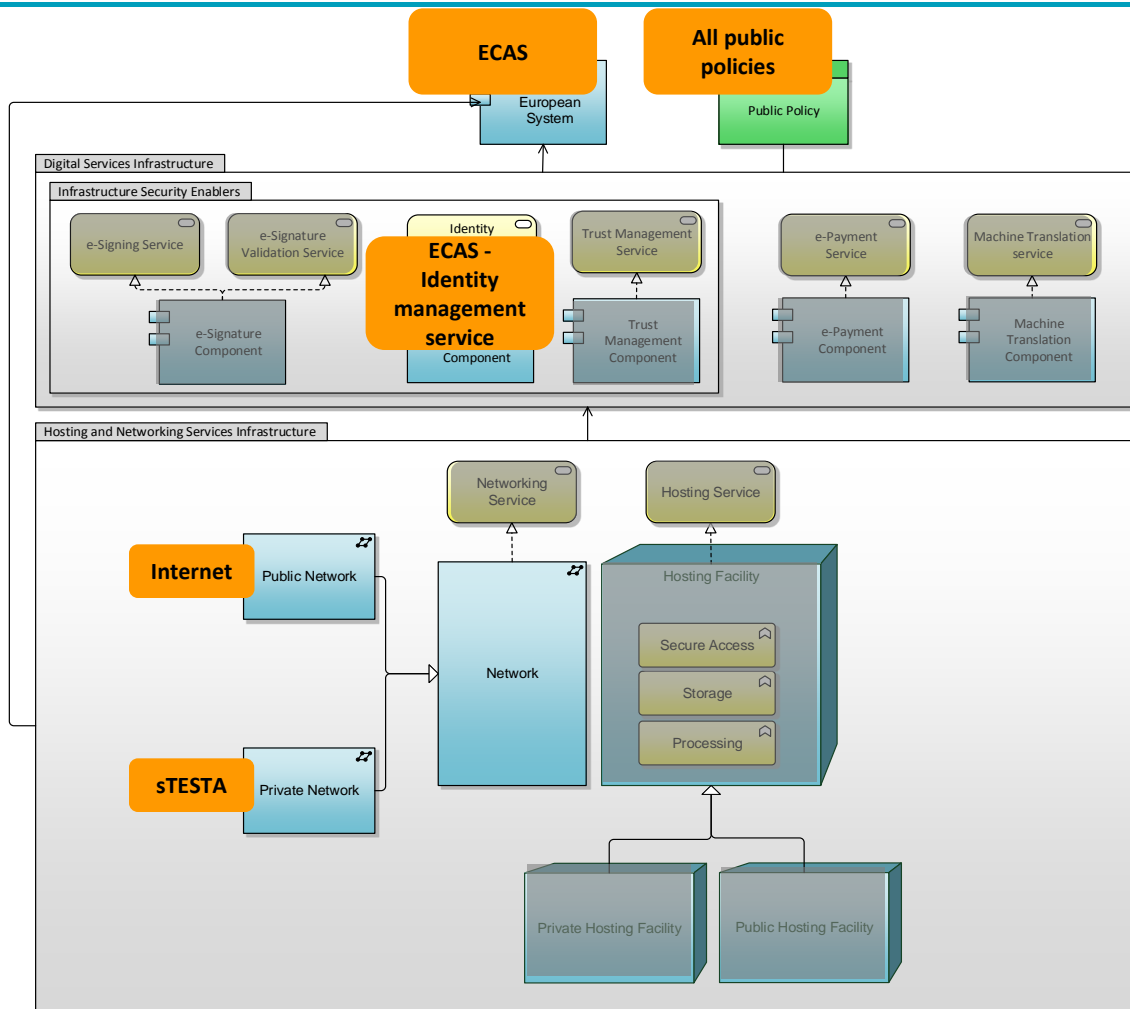 ECAS
All public
policies
European
System
Public Policy
Digital Services Infrastructure
Infrastructure Security Enablers
e-Signing Service
e-Signature
Validation Service
Identity
ECAS -
Identity
management
service
Component
Trust Management
Service
e-Payment
Service
Machine Translation
service
e-Signature
Component
Trust
Management
Component
e-Payment
Component
Machine
Translation
Component
Hosting and Networking Services Infrastructure
Networking
Service
Hosting Service
Internet
Public Network
Network
Hosting Facility
Secure Access
Storage
Processing
sTESTA
Private Network
Private Hosting Facility
Public Hosting Facility